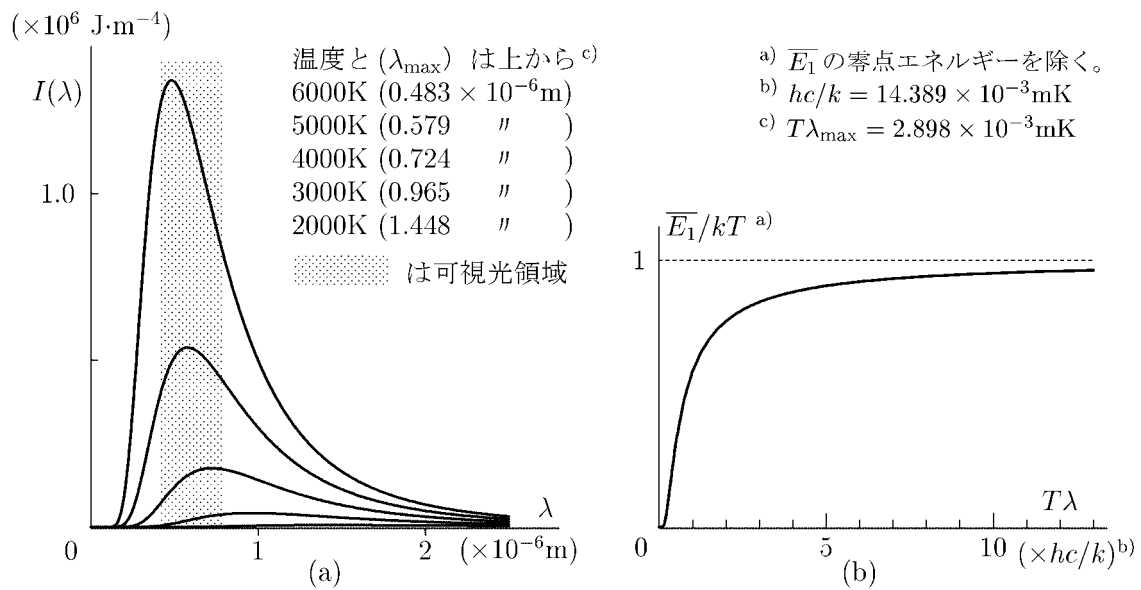 (×10⁶ J·m⁻⁴)
I(λ)
1.0
0
1
2
(×10⁻⁶m)
λ
(a)
温度と (λmax) は上から c)
6000K (0.483 × 10⁻⁶m)
5000K (0.579 〃 )
4000K (0.724 〃 )
3000K (0.965 〃 )
2000K (1.448 〃 )
は可視光領域
a) E̅₁ の零点エネルギーを除く。
b) hc/k = 14.389 × 10⁻³mK
c) Tλmax = 2.898 × 10⁻³mK
E̅₁/kT a)
1
Tλ
0
5
10
(×hc/k) b)
(b)